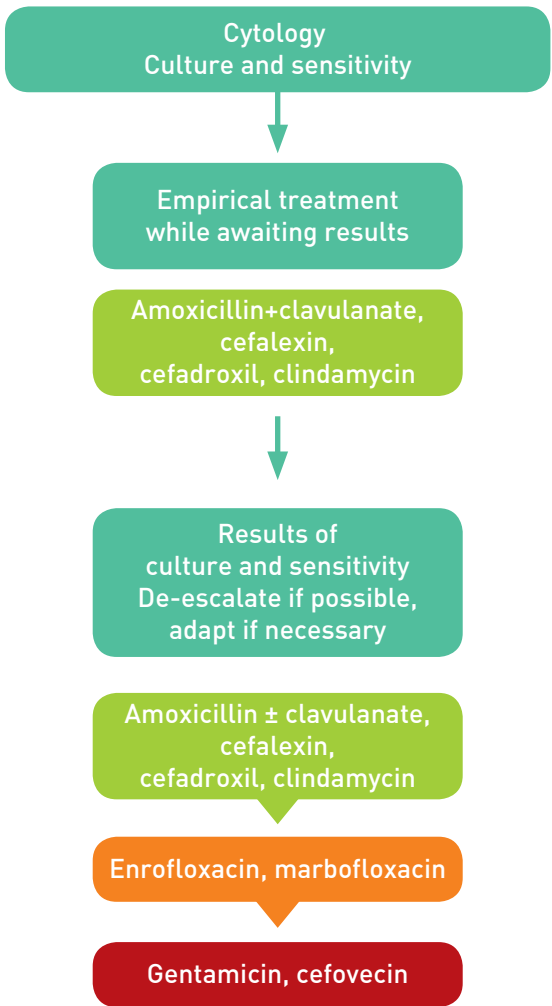 Cytology
Culture and sensitivity
Empirical treatment
while awaiting results
Amoxicillin+clavulanate,
cefalexin,
cefadroxil, clindamycin
Results of
culture and sensitivity
De-escalate if possible,
adapt if necessary
Amoxicillin ± clavulanate,
cefalexin,
cefadroxil, clindamycin
Enrofloxacin, marbofloxacin
Gentamicin, cefovecin